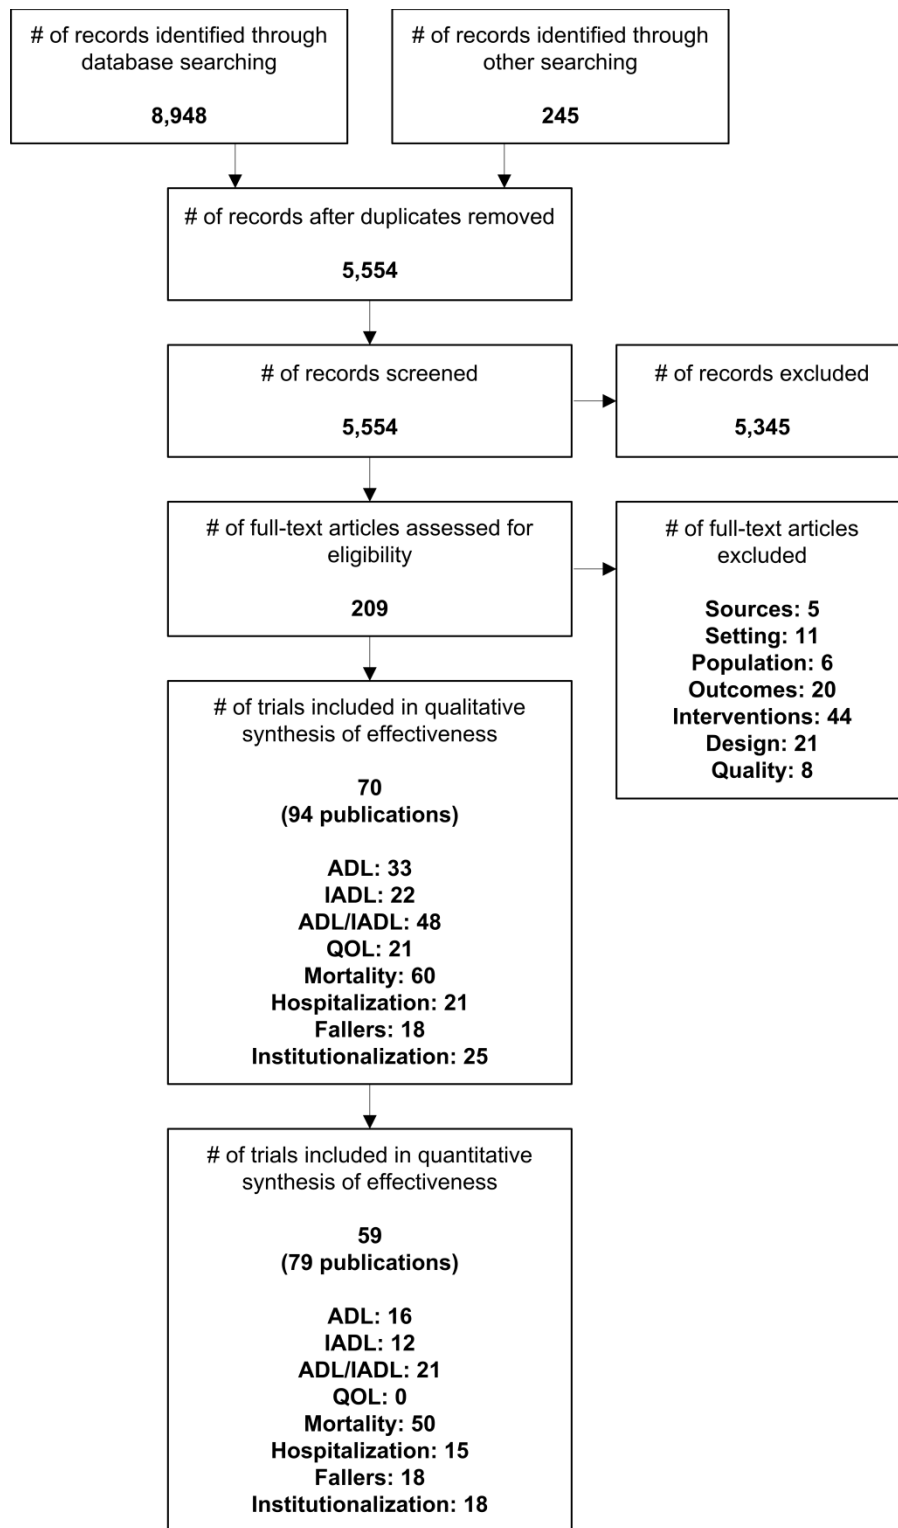 # of records identified through
database searching
8,948
# of records identified through
other searching
245
# of records after duplicates removed
5,554
# of records screened
5,554
# of records excluded
5,345
# of full-text articles assessed for
eligibility
209
# of full-text articles
excluded
Sources: 5
Setting: 11
Population: 6
Outcomes: 20
Interventions: 44
Design: 21
Quality: 8
# of trials included in qualitative
synthesis of effectiveness
70
(94 publications)
ADL: 33
IADL: 22
ADL/IADL: 48
QOL: 21
Mortality: 60
Hospitalization: 21
Fallers: 18
Institutionalization: 25
# of trials included in quantitative
synthesis of effectiveness
59
(79 publications)
ADL: 16
IADL: 12
ADL/IADL: 21
QOL: 0
Mortality: 50
Hospitalization: 15
Fallers: 18
Institutionalization: 18